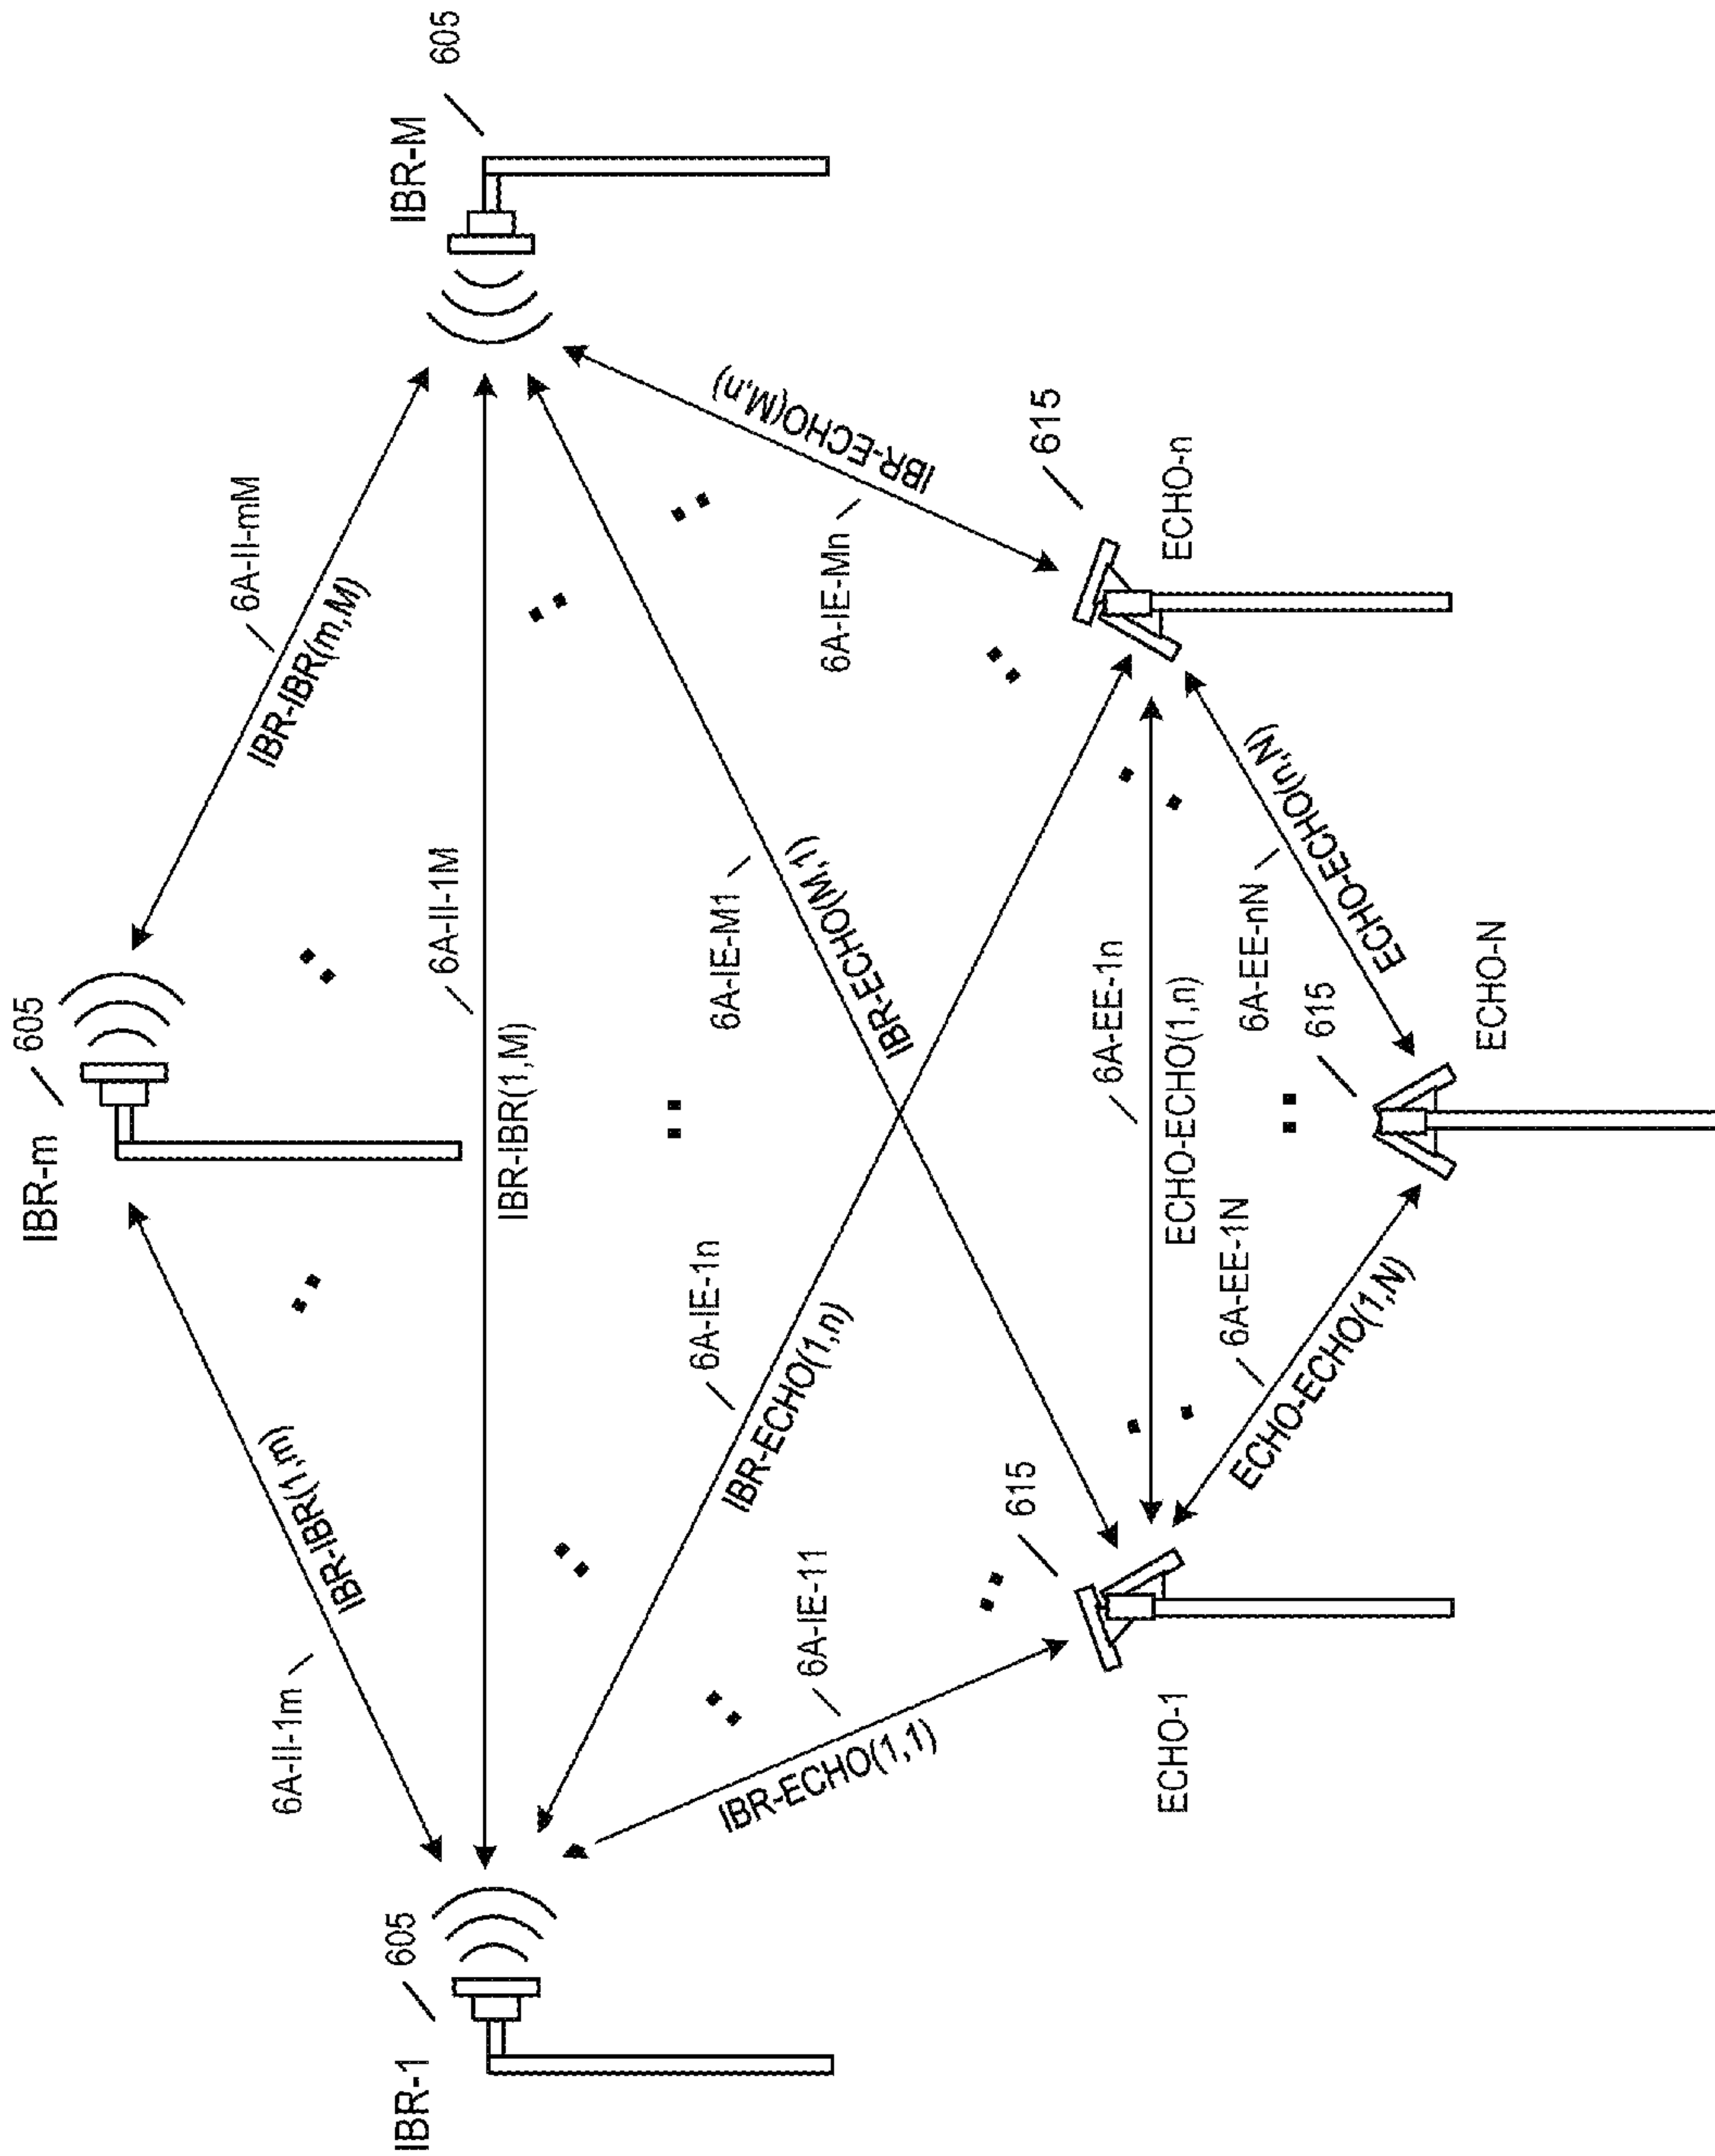 605
IBR-m
605
IBR-1
IBR-M
605
6A-II-1m
IBR-IBR(1,m)
6A-II-mM
IBR-IBR(m,M)
6A-II-1M
IBR-IBR(1,M)
6A-IE-1n
IBR-ECHO(1,n)
6A-IE-M1
IBR-ECHO(M,1)
IBR-ECHO(M,n)
6A-IE-Mn
6A-IE-11
IBR-ECHO(1,1)
615
ECHO-1
615
ECHO-n
6A-EE-1n
ECHO-ECHO(1,n)
6A-EE-1N
ECHO-ECHO(1,N)
6A-EE-nN
ECHO-ECHO(n,N)
615
ECHO-N